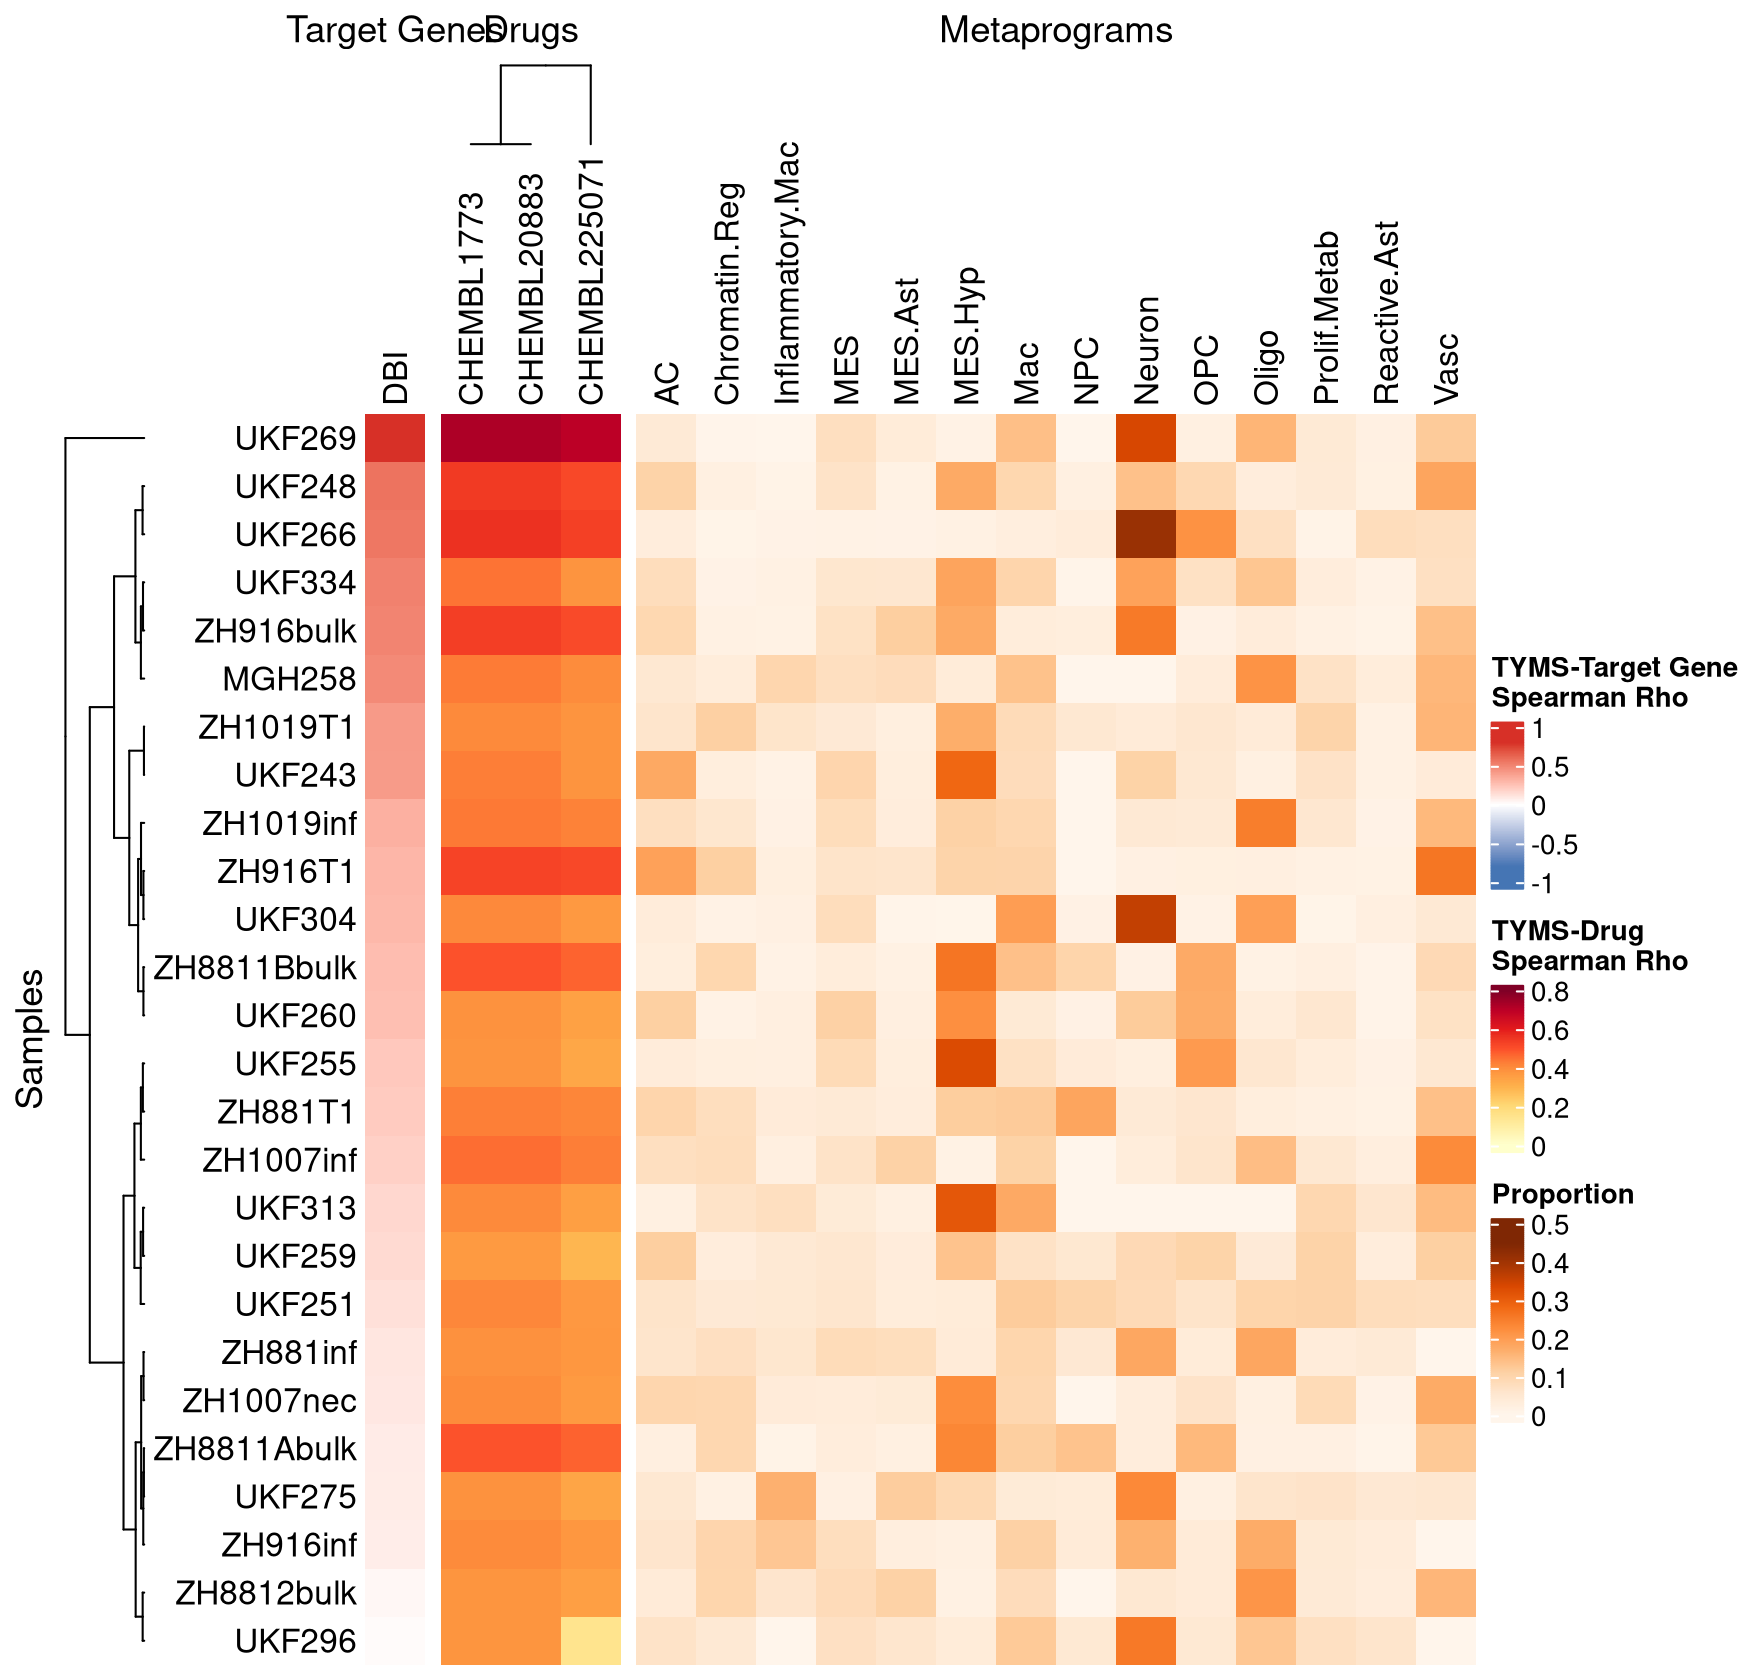 Target Genes
Drugs
Metaprograms
DBI
CHEMBL1773
CHEMBL20883
CHEMBL225071
AC
Chromatin.Reg
Inflammatory.Mac
MES
MES.Ast
MES.Hyp
Mac
NPC
Neuron
OPC
Oligo
Prolif.Metab
Reactive.Ast
Vasc
Samples
UKF269
UKF248
UKF266
UKF334
ZH916bulk
MGH258
ZH1019T1
UKF243
ZH1019inf
ZH916T1
UKF304
ZH8811Bbulk
UKF260
UKF255
ZH881T1
ZH1007inf
UKF313
UKF259
UKF251
ZH881inf
ZH1007nec
ZH8811Abulk
UKF275
ZH916inf
ZH8812bulk
UKF296
TYMS-Target Gene
Spearman Rho
1
0.5
0
-0.5
-1
TYMS-Drug
Spearman Rho
0.8
0.6
0.4
0.2
0
Proportion
0.5
0.4
0.3
0.2
0.1
0